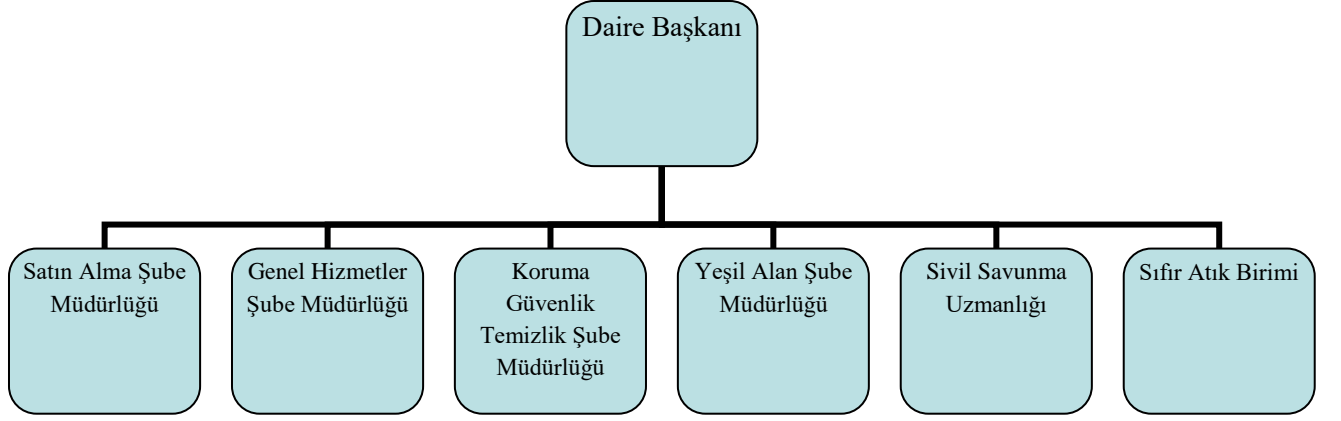 Daire Başkanı
Satın Alma Şube
Müdürlüğü
Genel Hizmetler
Şube Müdürlüğü
Koruma
Güvenlik
Temizlik Şube
Müdürlüğü
Yeşil Alan Şube
Müdürlüğü
Sivil Savunma
Uzmanlığı
Sıfır Atık Birimi